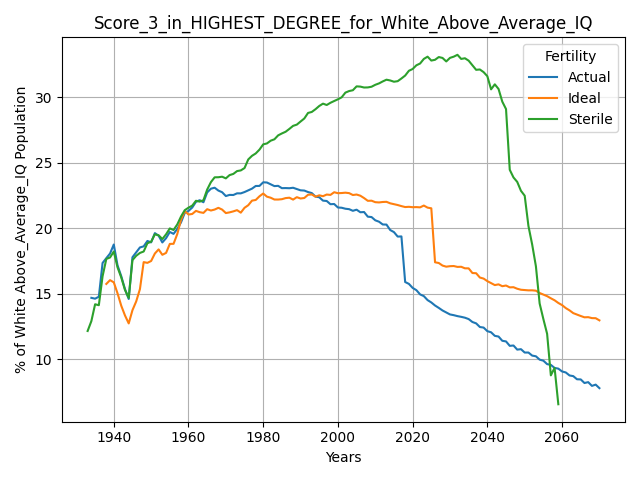 Score_3_in_HIGHEST_DEGREE_for_White_Above_Average_IQ
% of White Above_Average_IQ Population
30
25
20
15
10
Fertility
Actual
Ideal
Sterile
1940 1960 1980 2000 2020 2040 2060
Years